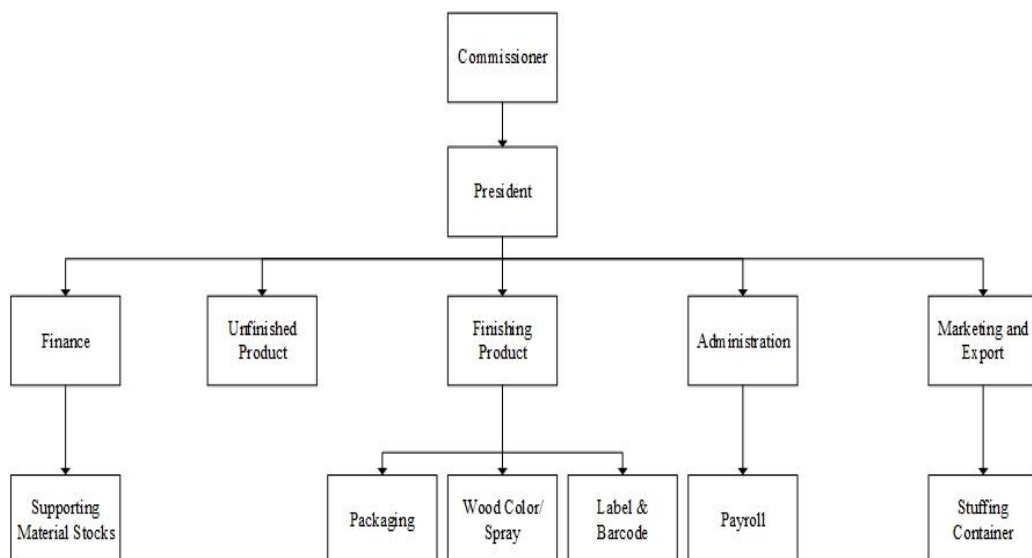 Commissioner
President
Finance
Unfinished
Product
Finishing
Product
Administration
Marketing and
Export
Supporting
Material Stocks
Packaging
Wood Color/
Spray
Label &
Barcode
Payroll
Stuffing
Container